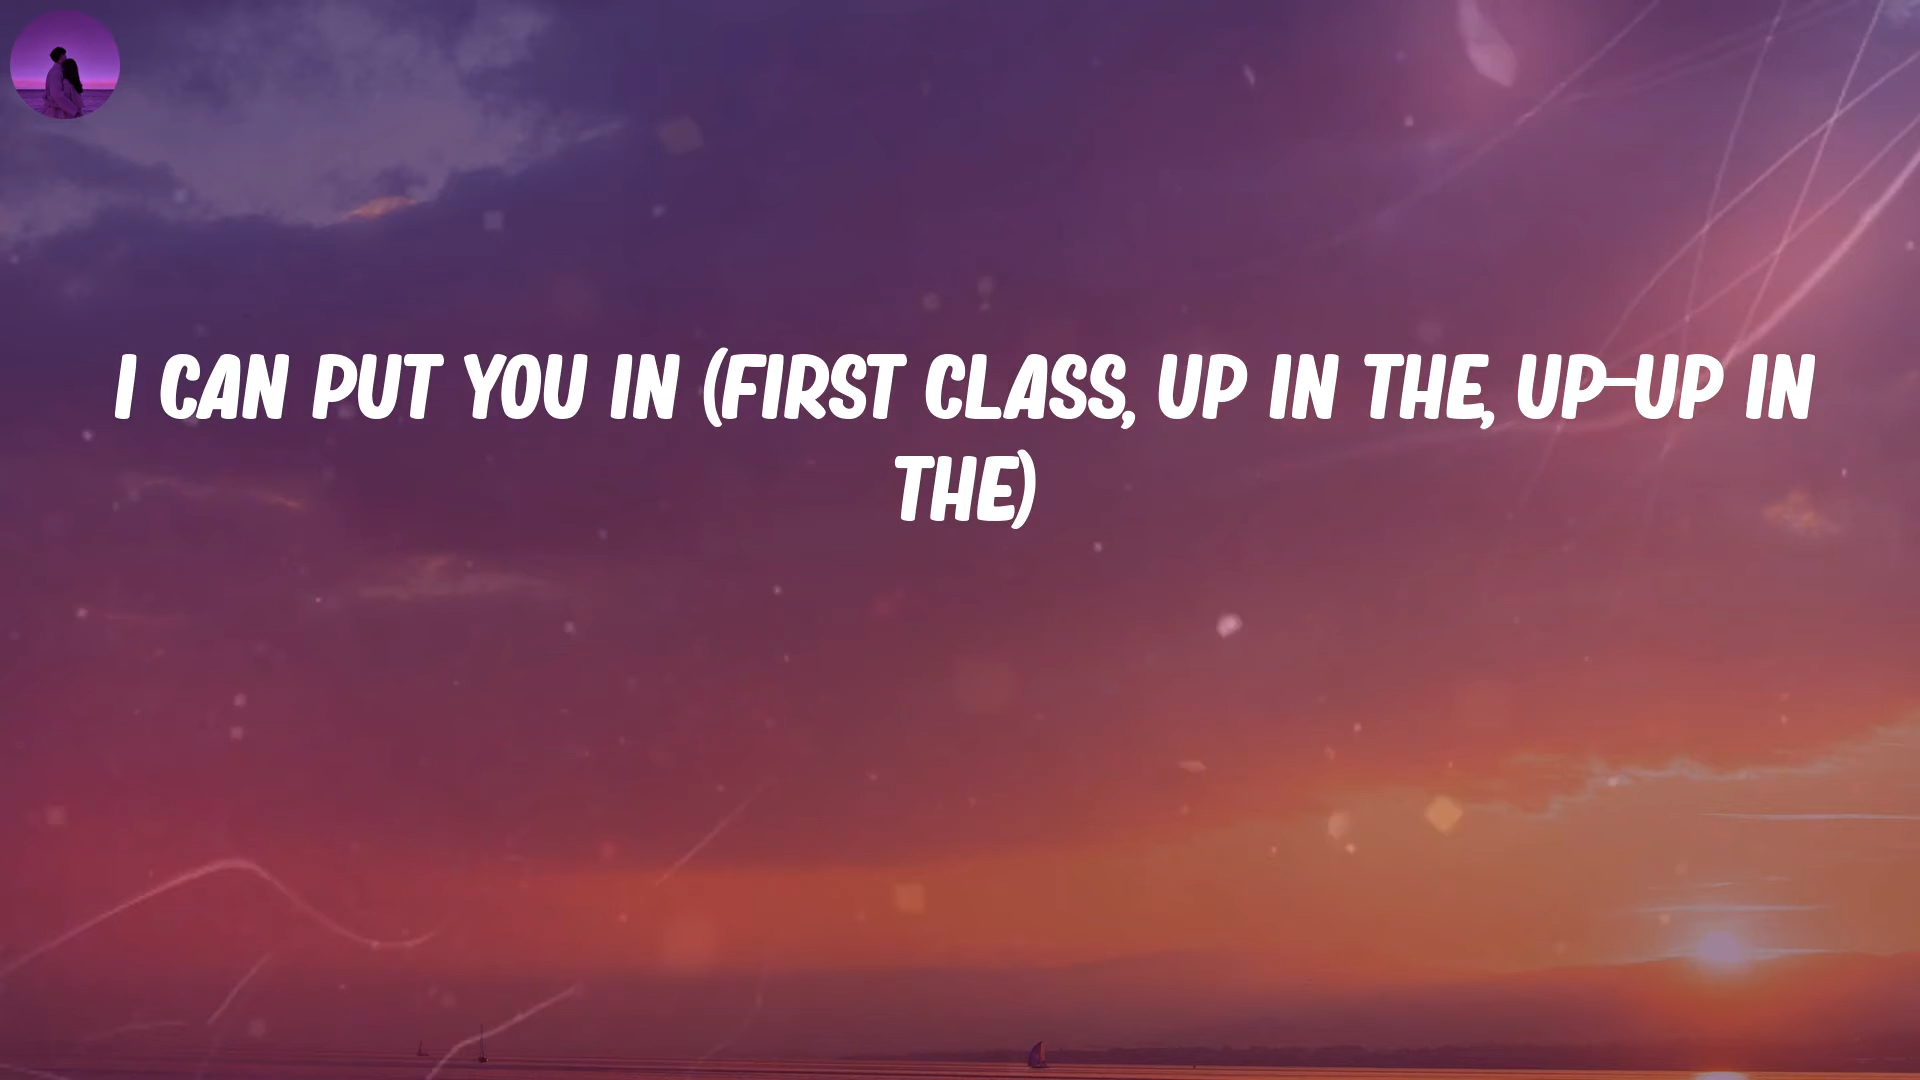 I CAN PUT YOU IN (FIRST CLASS, UP IN THE, UP-UP IN
THE)